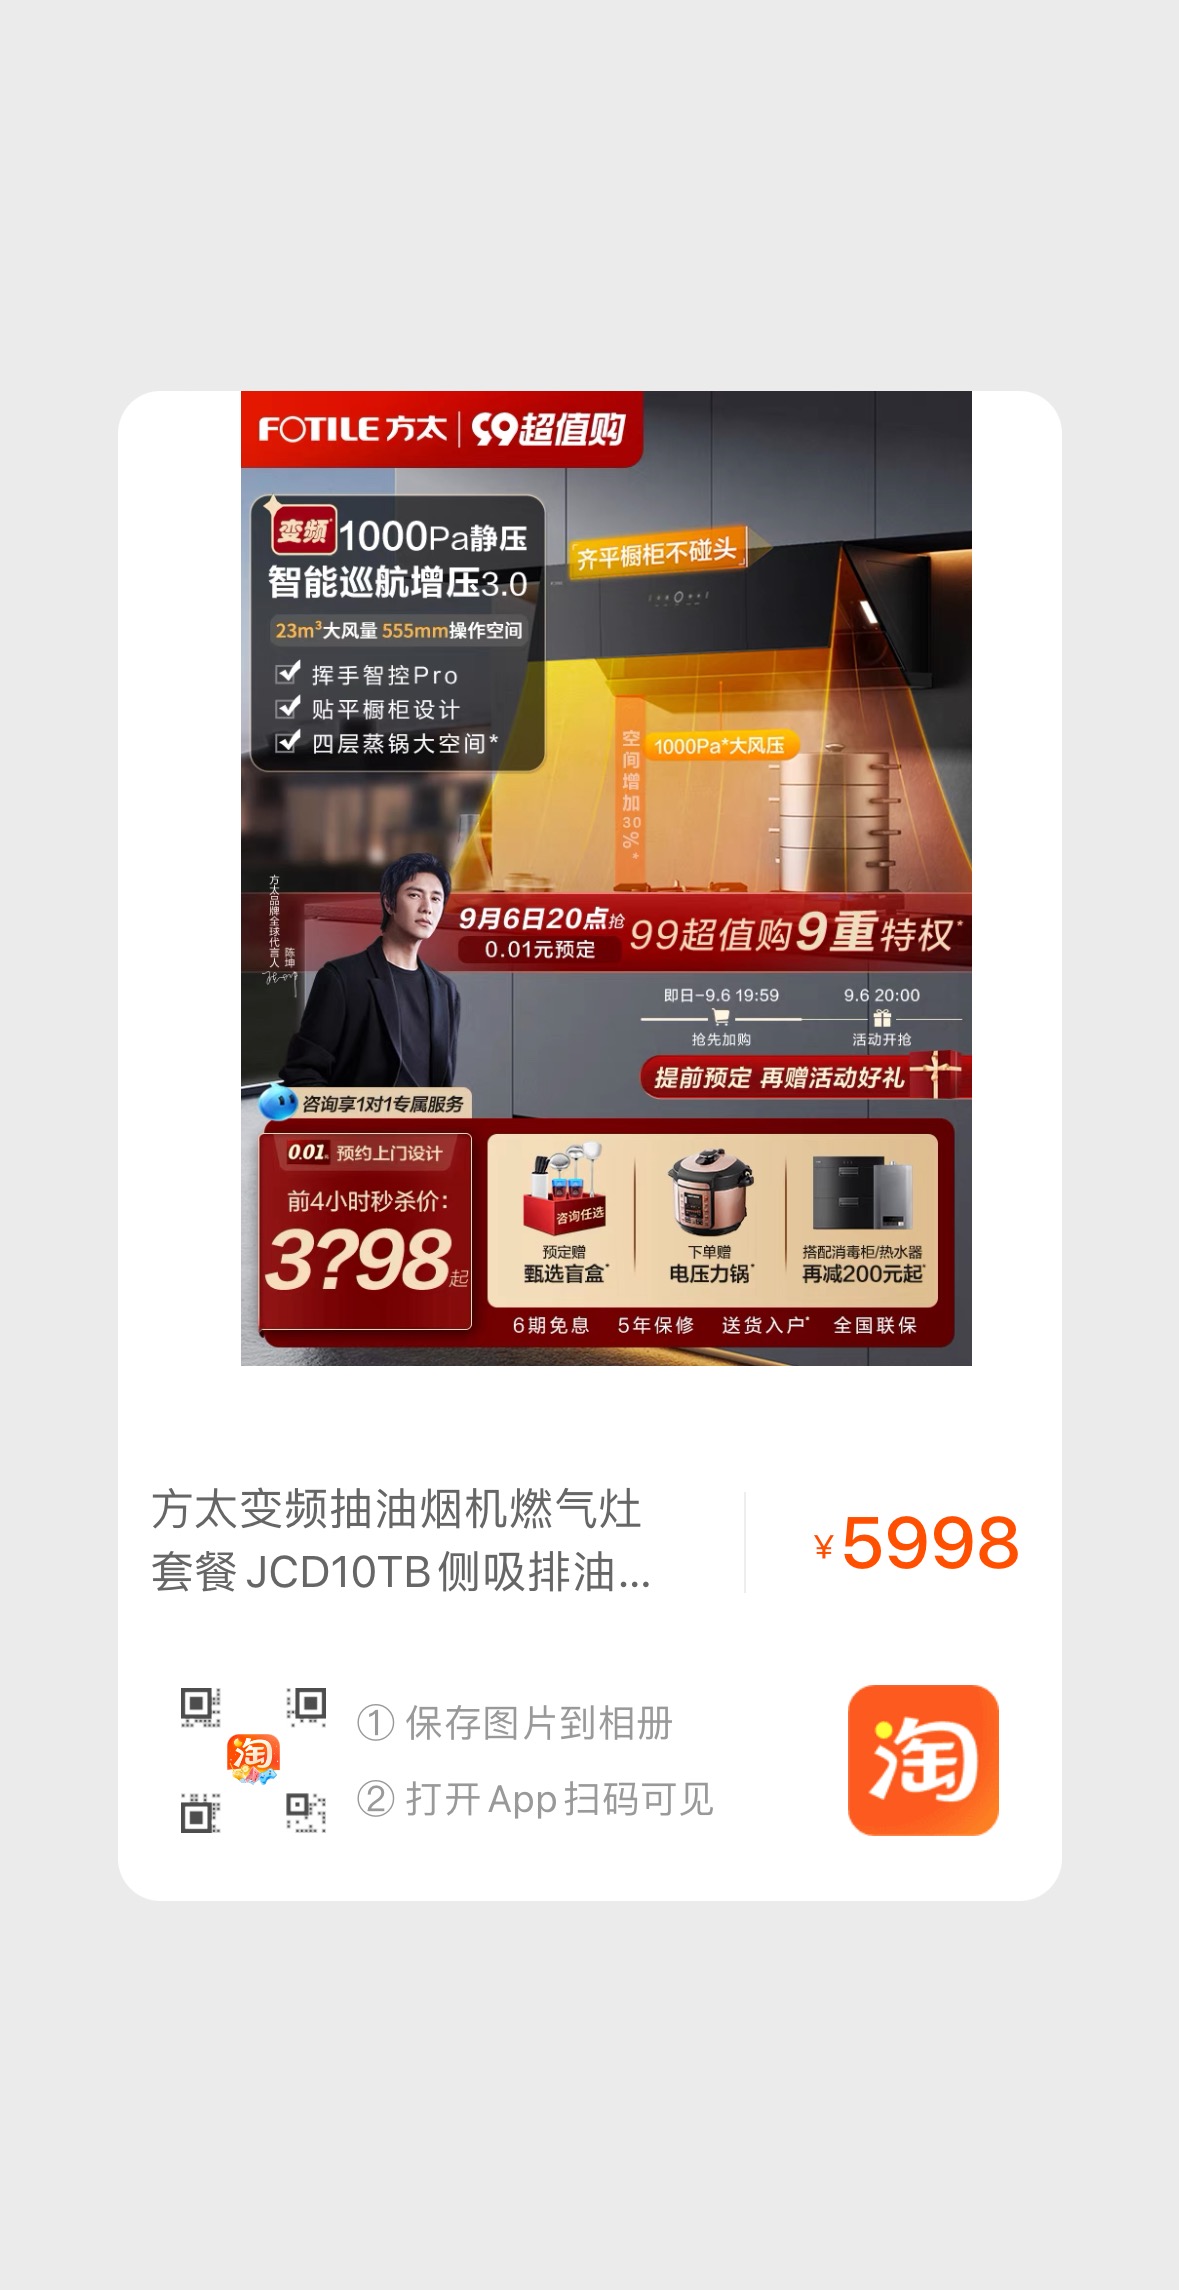 FOTILE 方太 | 99超值购
变频 1000Pa静压
智能巡航增压3.0
23m³大风量 555mm操作空间
挥手智控Pro
贴平橱柜设计
四层蒸锅大空间*
齐平橱柜不碰头
空间增加30%*
1000Pa*大风压
方太品牌全球代言人
陈坤
9月6日20点抢
0.01元预定
99超值购9重特权*
即日-9.6 19:59
9.6 20:00
抢先加购
活动开抢
提前预定 再赠活动好礼
咨询享1对1专属服务
0.01元 预约上门设计
前4小时秒杀价:
3?98起
咨询任选
预定赠
甄选盲盒*
下单赠
电压力锅*
搭配消毒柜/热水器
再减200元起*
6期免息 5年保修 送货入户* 全国联保
方太变频抽油烟机燃气灶
套餐JCD10TB侧吸排油...
¥5998
① 保存图片到相册
② 打开App扫码可见
淘
淘